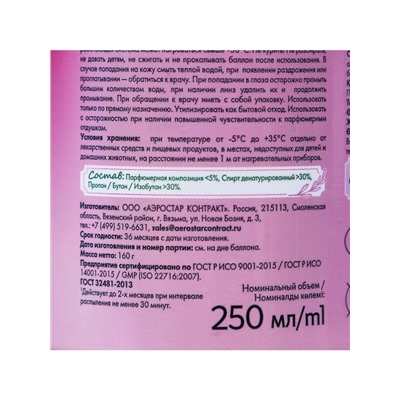 не давать детям, не сжигать и не прокалывать баллон после использования. В
случае попадания на кожу смыть теплой водой, при появлении раздражения или
проглатывании – обратиться к врачу. При попадании в глаза осторожно промыть
большим количеством воды, при наличии линз удалить их и продолжить
промывание. При обращении к врачу иметь с собой упаковку. Использовать
только по прямому назначению. Утилизировать как бытовой отход. Использовать
с осторожностью при наличии повышенной чувствительности к парфюмерным
отдушкам.
Условия хранения: при температуре от -5°С до +35°С отдельно от
лекарственных средств и пищевых продуктов, в местах, недоступных для детей и
домашних животных, на расстоянии не менее 1 м от нагревательных приборов.
Состав: Парфюмерная композиция <5%, Спирт денатурированный >30%,
Пропан / Бутан / Изобутан >30%.
Изготовитель: ООО «АЭРОСТАР КОНТРАКТ». Россия, 215113, Смоленская
область, Вяземский район, г. Вязьма, ул. Новая Бозня, д. 3,
тел.: +7 (499) 519-6631, sales@aerostarcontract.ru
Срок годности: 36 месяцев с даты изготовления.
Дата изготовления и номер партии: см. на дне баллона.
Масса нетто: 160 г
Предприятие сертифицировано по ГОСТ Р ИСО 9001-2015 / ГОСТ Р ИСО
14001-2015 / GMP (ISO 22716:2007).
ГОСТ 32481-2013
¹Действует до 2-х месяцев при интервале
распыления не менее 30 минут.
Номинальный объем /
Номиналды көлемі:
250 мл/ml